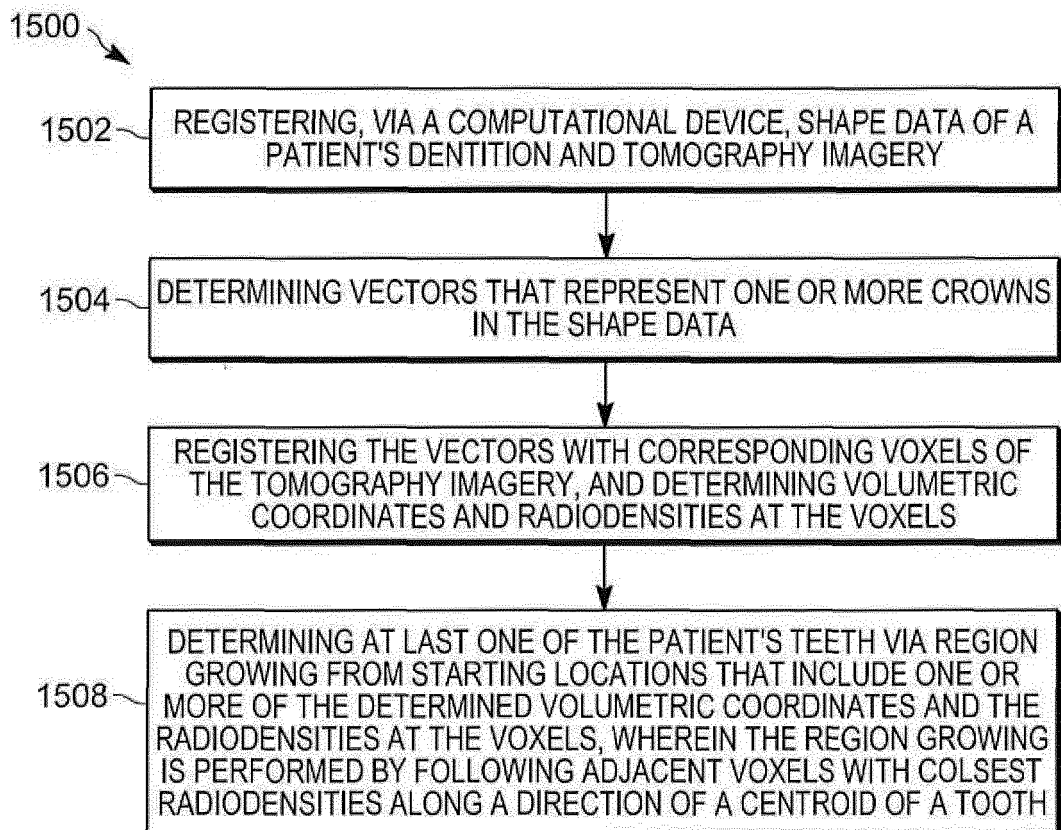 1500
1502
REGISTERING, VIA A COMPUTATIONAL DEVICE, SHAPE DATA OF A
PATIENT'S DENTITION AND TOMOGRAPHY IMAGERY
1504
DETERMINING VECTORS THAT REPRESENT ONE OR MORE CROWNS
IN THE SHAPE DATA
1506
REGISTERING THE VECTORS WITH CORRESPONDING VOXELS OF
THE TOMOGRAPHY IMAGERY, AND DETERMINING VOLUMETRIC
COORDINATES AND RADIODENSITIES AT THE VOXELS
1508
DETERMINING AT LAST ONE OF THE PATIENT'S TEETH VIA REGION
GROWING FROM STARTING LOCATIONS THAT INCLUDE ONE OR
MORE OF THE DETERMINED VOLUMETRIC COORDINATES AND THE
RADIODENSITIES AT THE VOXELS, WHEREIN THE REGION GROWING
IS PERFORMED BY FOLLOWING ADJACENT VOXELS WITH COLSEST
RADIODENSITIES ALONG A DIRECTION OF A CENTROID OF A TOOTH